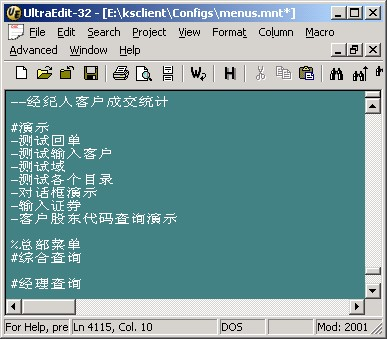 UltraEdit-32 - [E:\ksclient\Configs\menus.mnt*]
File Edit Search Project View Format Column Macro
Advanced Window Help
--经纪人客户成交统计
#演示
-测试回单
-测试输入客户
-测试域
-测试各个目录
-对话框演示
-输入证券
-客户股东代码查询演示
%总部菜单
#综合查询
#经理查询
For Help, pre Ln 4115, Col. 10 DOS Mod: 2001